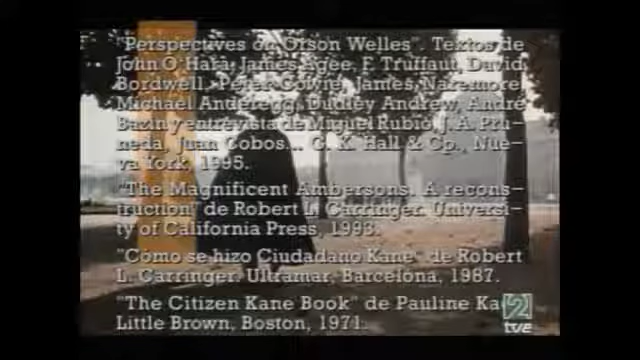 "Perspectives on Orson Welles". Textos de
John O'Hara, James Agee, F. Truffaut, David
Bordwell, Peter Cowie, James Naremore,
Michael Anderegg, Dudley Andrew, André
Bazin y entrevista de Miguel Rubio, J. A. Pru-
neda, Juan Cobos... G. K. Hall & Co., Nue-
va York, 1995.
"The Magnificent Ambersons. A recons-
truction" de Robert L. Carringer. Universi-
ty of California Press, 1993.
"Cómo se hizo Ciudadano Kane" de Robert
L. Carringer. Ultramar, Barcelona, 1987.
"The Citizen Kane Book" de Pauline Ka
Little Brown, Boston, 1971.
2
tve